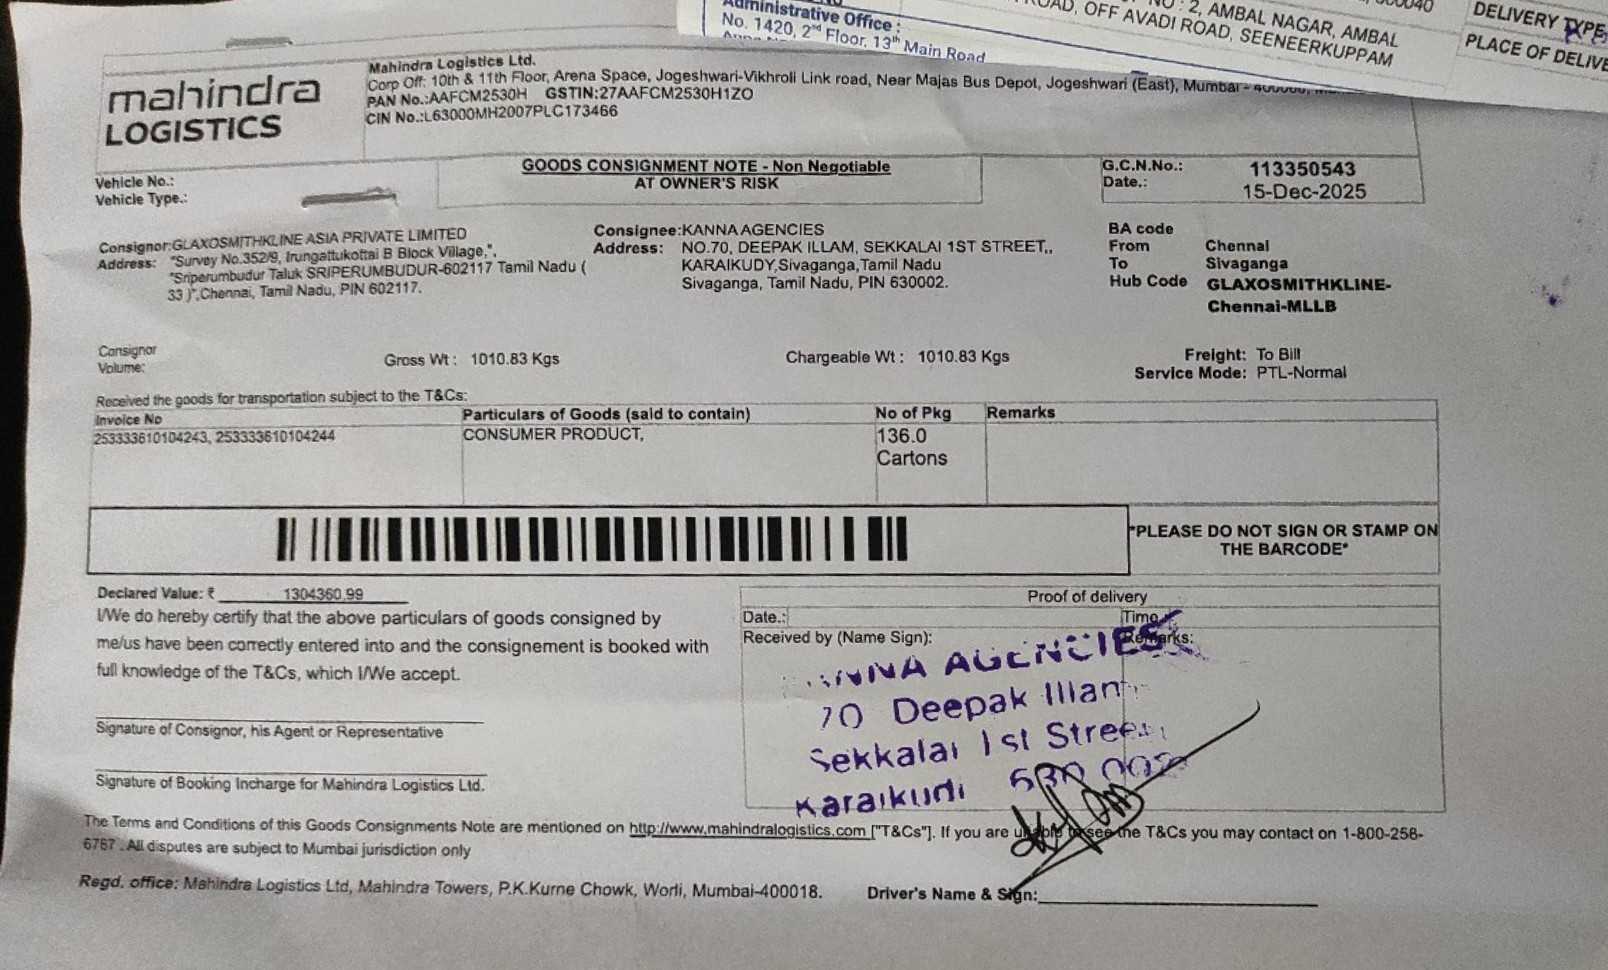 Administrative Office :
No. 1420, 2nd Floor, 13th Main Road
NO : 2, AMBAL NAGAR, AMBAL
ROAD, OFF AVADI ROAD, SEENEERKUPPAM
DELIVERY TYPE
PLACE OF DELIVE
mahindra
LOGISTICS
Mahindra Logistics Ltd.
Corp Off: 10th & 11th Floor, Arena Space, Jogeshwari-Vikhroli Link road, Near Majas Bus Depot, Jogeshwari (East), Mumbai -
PAN No.:AAFCM2530H GSTIN:27AAFCM2530H1ZO
CIN No.:L63000MH2007PLC173466
GOODS CONSIGNMENT NOTE - Non Negotiable
AT OWNER'S RISK
G.C.N.No.: 113350543
Date.: 15-Dec-2025
Vehicle No.:
Vehicle Type.:
Consignor:GLAXOSMITHKLINE ASIA PRIVATE LIMITED
Address: "Survey No.352/9, Irungattukottai B Block Village,",
"Sriperumbudur Taluk SRIPERUMBUDUR-602117 Tamil Nadu (
33 )",Chennai, Tamil Nadu, PIN 602117.
Consignee:KANNA AGENCIES
Address: NO.70, DEEPAK ILLAM, SEKKALAI 1ST STREET,,
KARAIKUDY,Sivaganga,Tamil Nadu
Sivaganga, Tamil Nadu, PIN 630002.
BA code
From Chennai
To Sivaganga
Hub Code GLAXOSMITHKLINE-
Chennai-MLLB
Consignor
Volume:
Gross Wt : 1010.83 Kgs
Chargeable Wt : 1010.83 Kgs
Freight: To Bill
Service Mode: PTL-Normal
Received the goods for transportation subject to the T&Cs:
Invoice No Particulars of Goods (said to contain) No of Pkg Remarks
253333610104243, 253333610104244 CONSUMER PRODUCT, 136.0
Cartons
*PLEASE DO NOT SIGN OR STAMP ON
THE BARCODE*
Declared Value: ₹ 1304360.99
I/We do hereby certify that the above particulars of goods consigned by
me/us have been correctly entered into and the consignement is booked with
full knowledge of the T&Cs, which I/We accept.
Signature of Consignor, his Agent or Representative
Signature of Booking Incharge for Mahindra Logistics Ltd.
Proof of delivery
Date.: Time
Received by (Name Sign): Remarks:
AGENCIES
70 Deepak Illam
Sekkalai 1st Street
Karaikudi 630 002
The Terms and Conditions of this Goods Consignments Note are mentioned on http://www.mahindralogistics.com ["T&Cs"]. If you are unable to see the T&Cs you may contact on 1-800-258-
6787 . All disputes are subject to Mumbai jurisdiction only
Regd. office: Mahindra Logistics Ltd, Mahindra Towers, P.K.Kurne Chowk, Worli, Mumbai-400018.
Driver's Name & Sign: